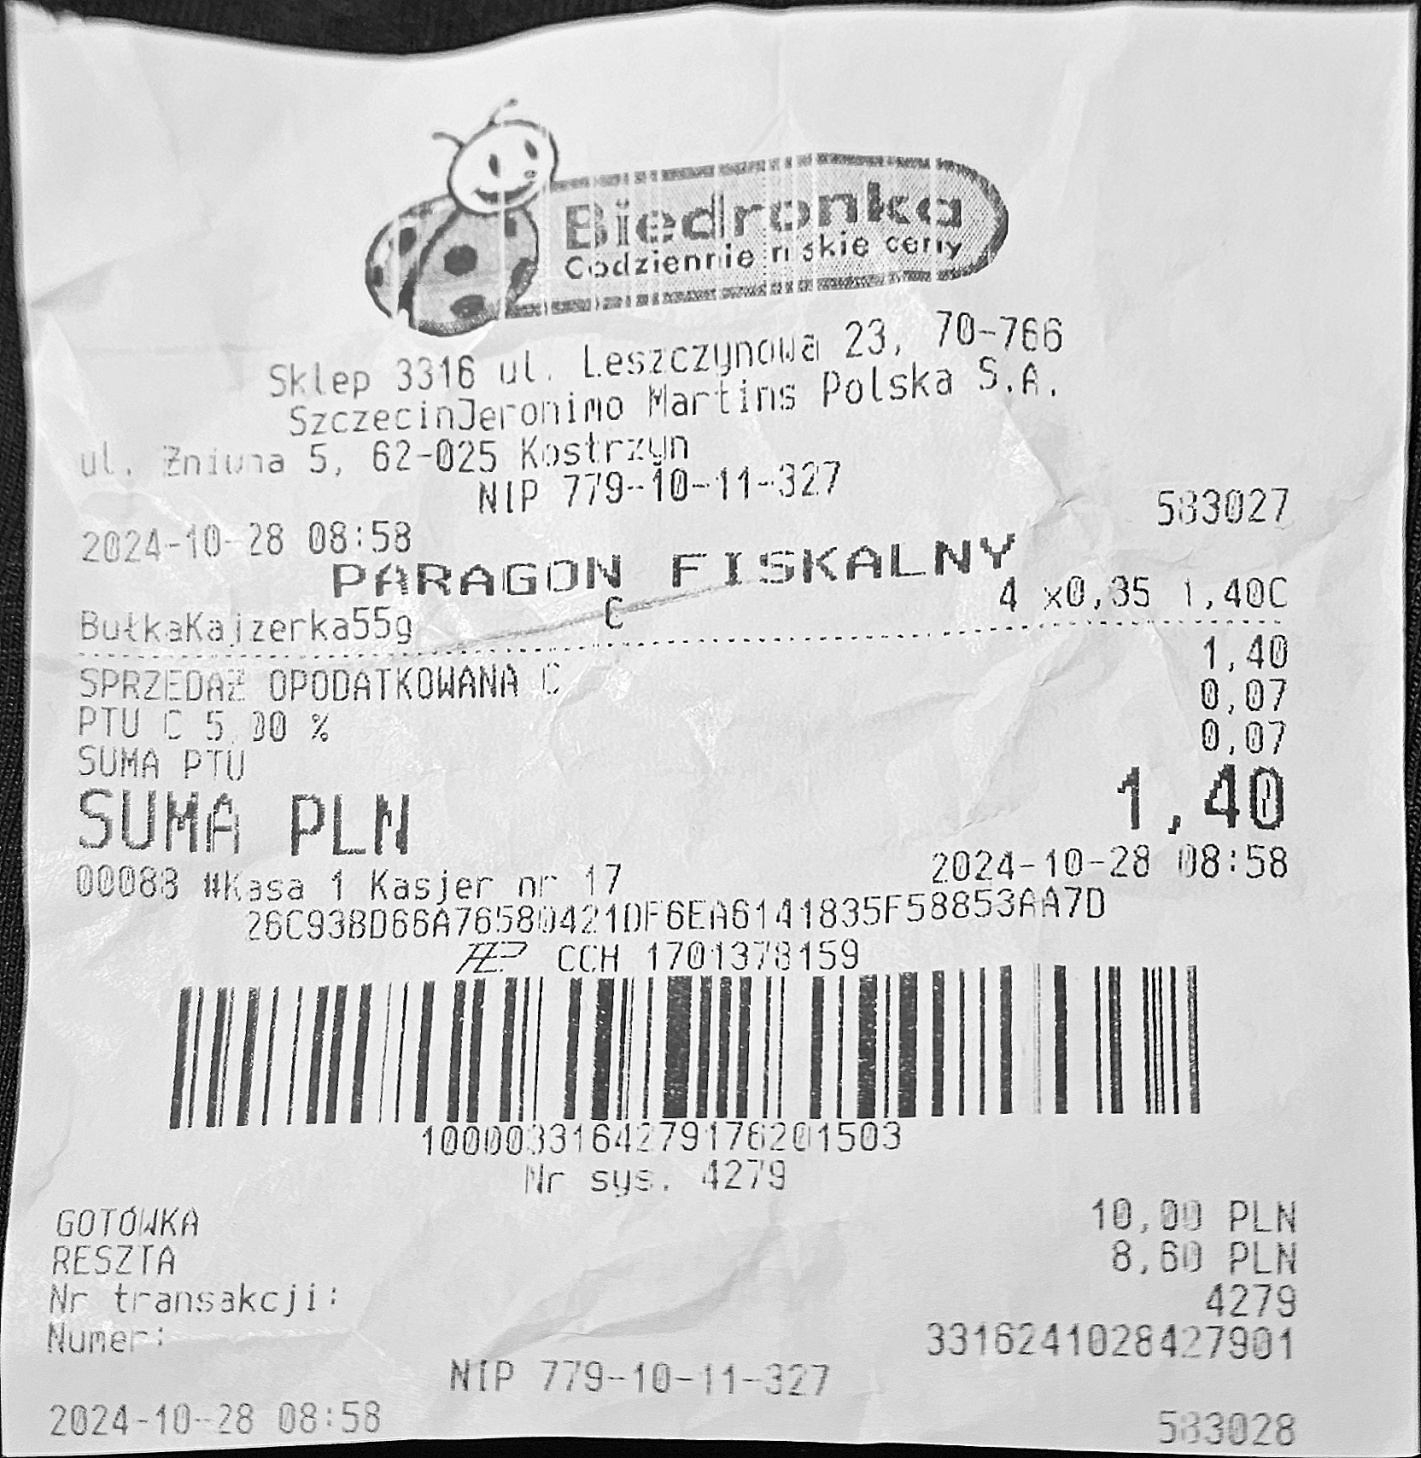 Biedronka
Codziennie niskie ceny
Sklep 3316 ul. Leszczynowa 23, 70-766
SzczecinJeronimo Martins Polska S.A.
ul. Żniwna 5, 62-025 Kostrzyn
NIP 779-10-11-327
2024-10-28 08:58 583027
PARAGON FISKALNY
BułkaKajzerka55g C 4 x0,35 1,40C
SPRZEDAŻ OPODATKOWANA C 1,40
PTU C 5,00 % 0,07
SUMA PTU 0,07
SUMA PLN 1,40
00088 #Kasa 1 Kasjer nr 17 2024-10-28 08:58
26C93BD66A76580421DF6EA6141835F58853AA7D
CCH 1701378159
1000033164279176201503
Nr sys. 4279
GOTÓWKA 10,00 PLN
RESZTA 8,60 PLN
Nr transakcji: 4279
Numer: 3316241028427901
NIP 779-10-11-327
2024-10-28 08:58 583028